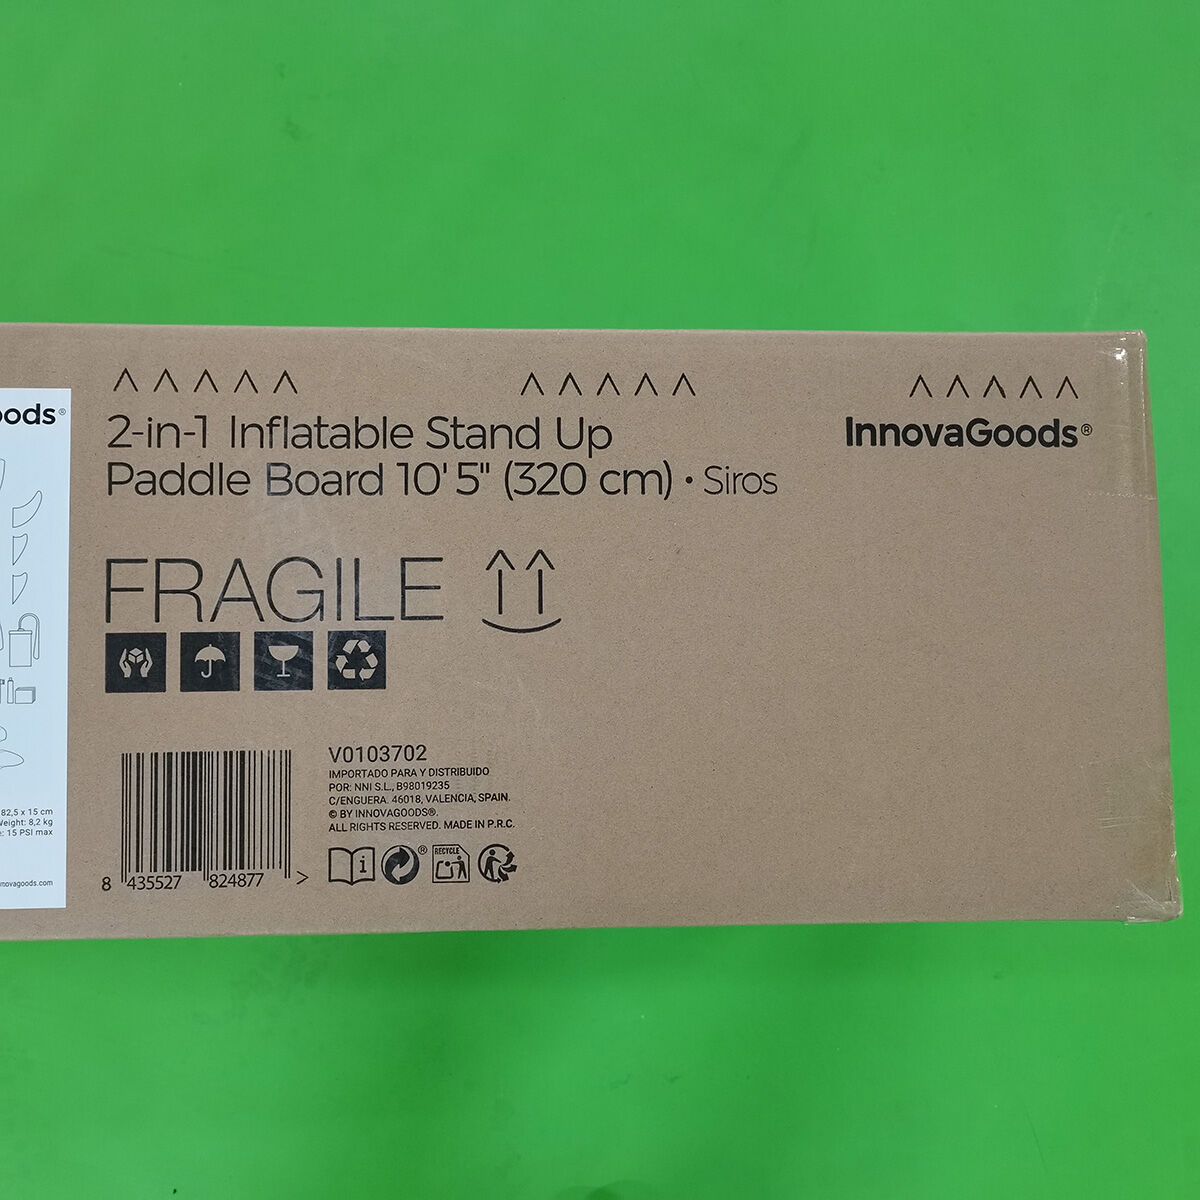 oods®
82,5 x 15 cm
Weight: 8,2 kg
15 PSI max
novagoods.com
2-in-1 Inflatable Stand Up
Paddle Board 10' 5" (320 cm) • Siros
InnovaGoods®
FRAGILE
V0103702
IMPORTADO PARA Y DISTRIBUIDO
POR: NNI S.L., B98019235
C/ENGUERA. 46018, VALENCIA, SPAIN.
© BY INNOVAGOODS®.
ALL RIGHTS RESERVED. MADE IN P.R.C.
8 435527 824877 >
i
®
RECYCLE